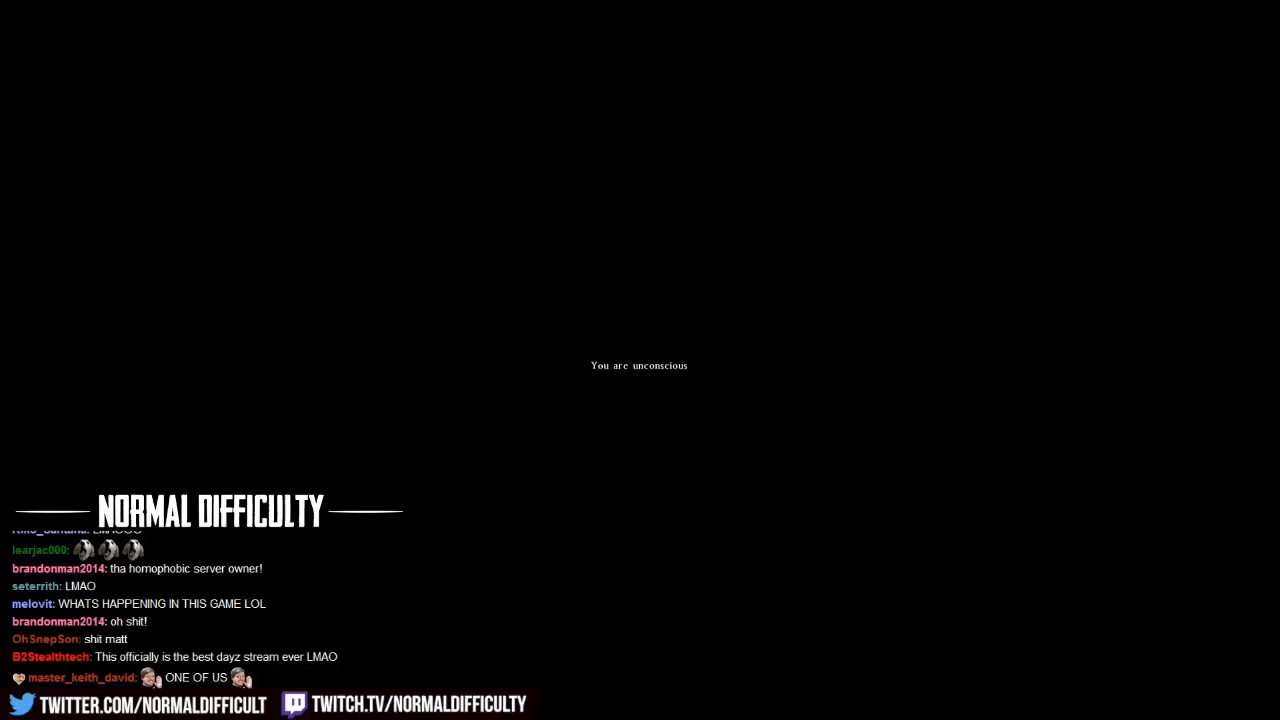 You are unconscious
NORMAL DIFFICULTY
learjac000:
brandonman2014: tha homophobic server owner!
seterrith: LMAO
melovit: WHATS HAPPENING IN THIS GAME LOL
brandonman2014: oh shit!
OhSnepSon: shit matt
B2Stealthtech: This officially is the best dayz stream ever LMAO
master_keith_david: ONE OF US
TWITTER.COM/NORMALDIFFICULT TWITCH.TV/NORMALDIFFICULTY